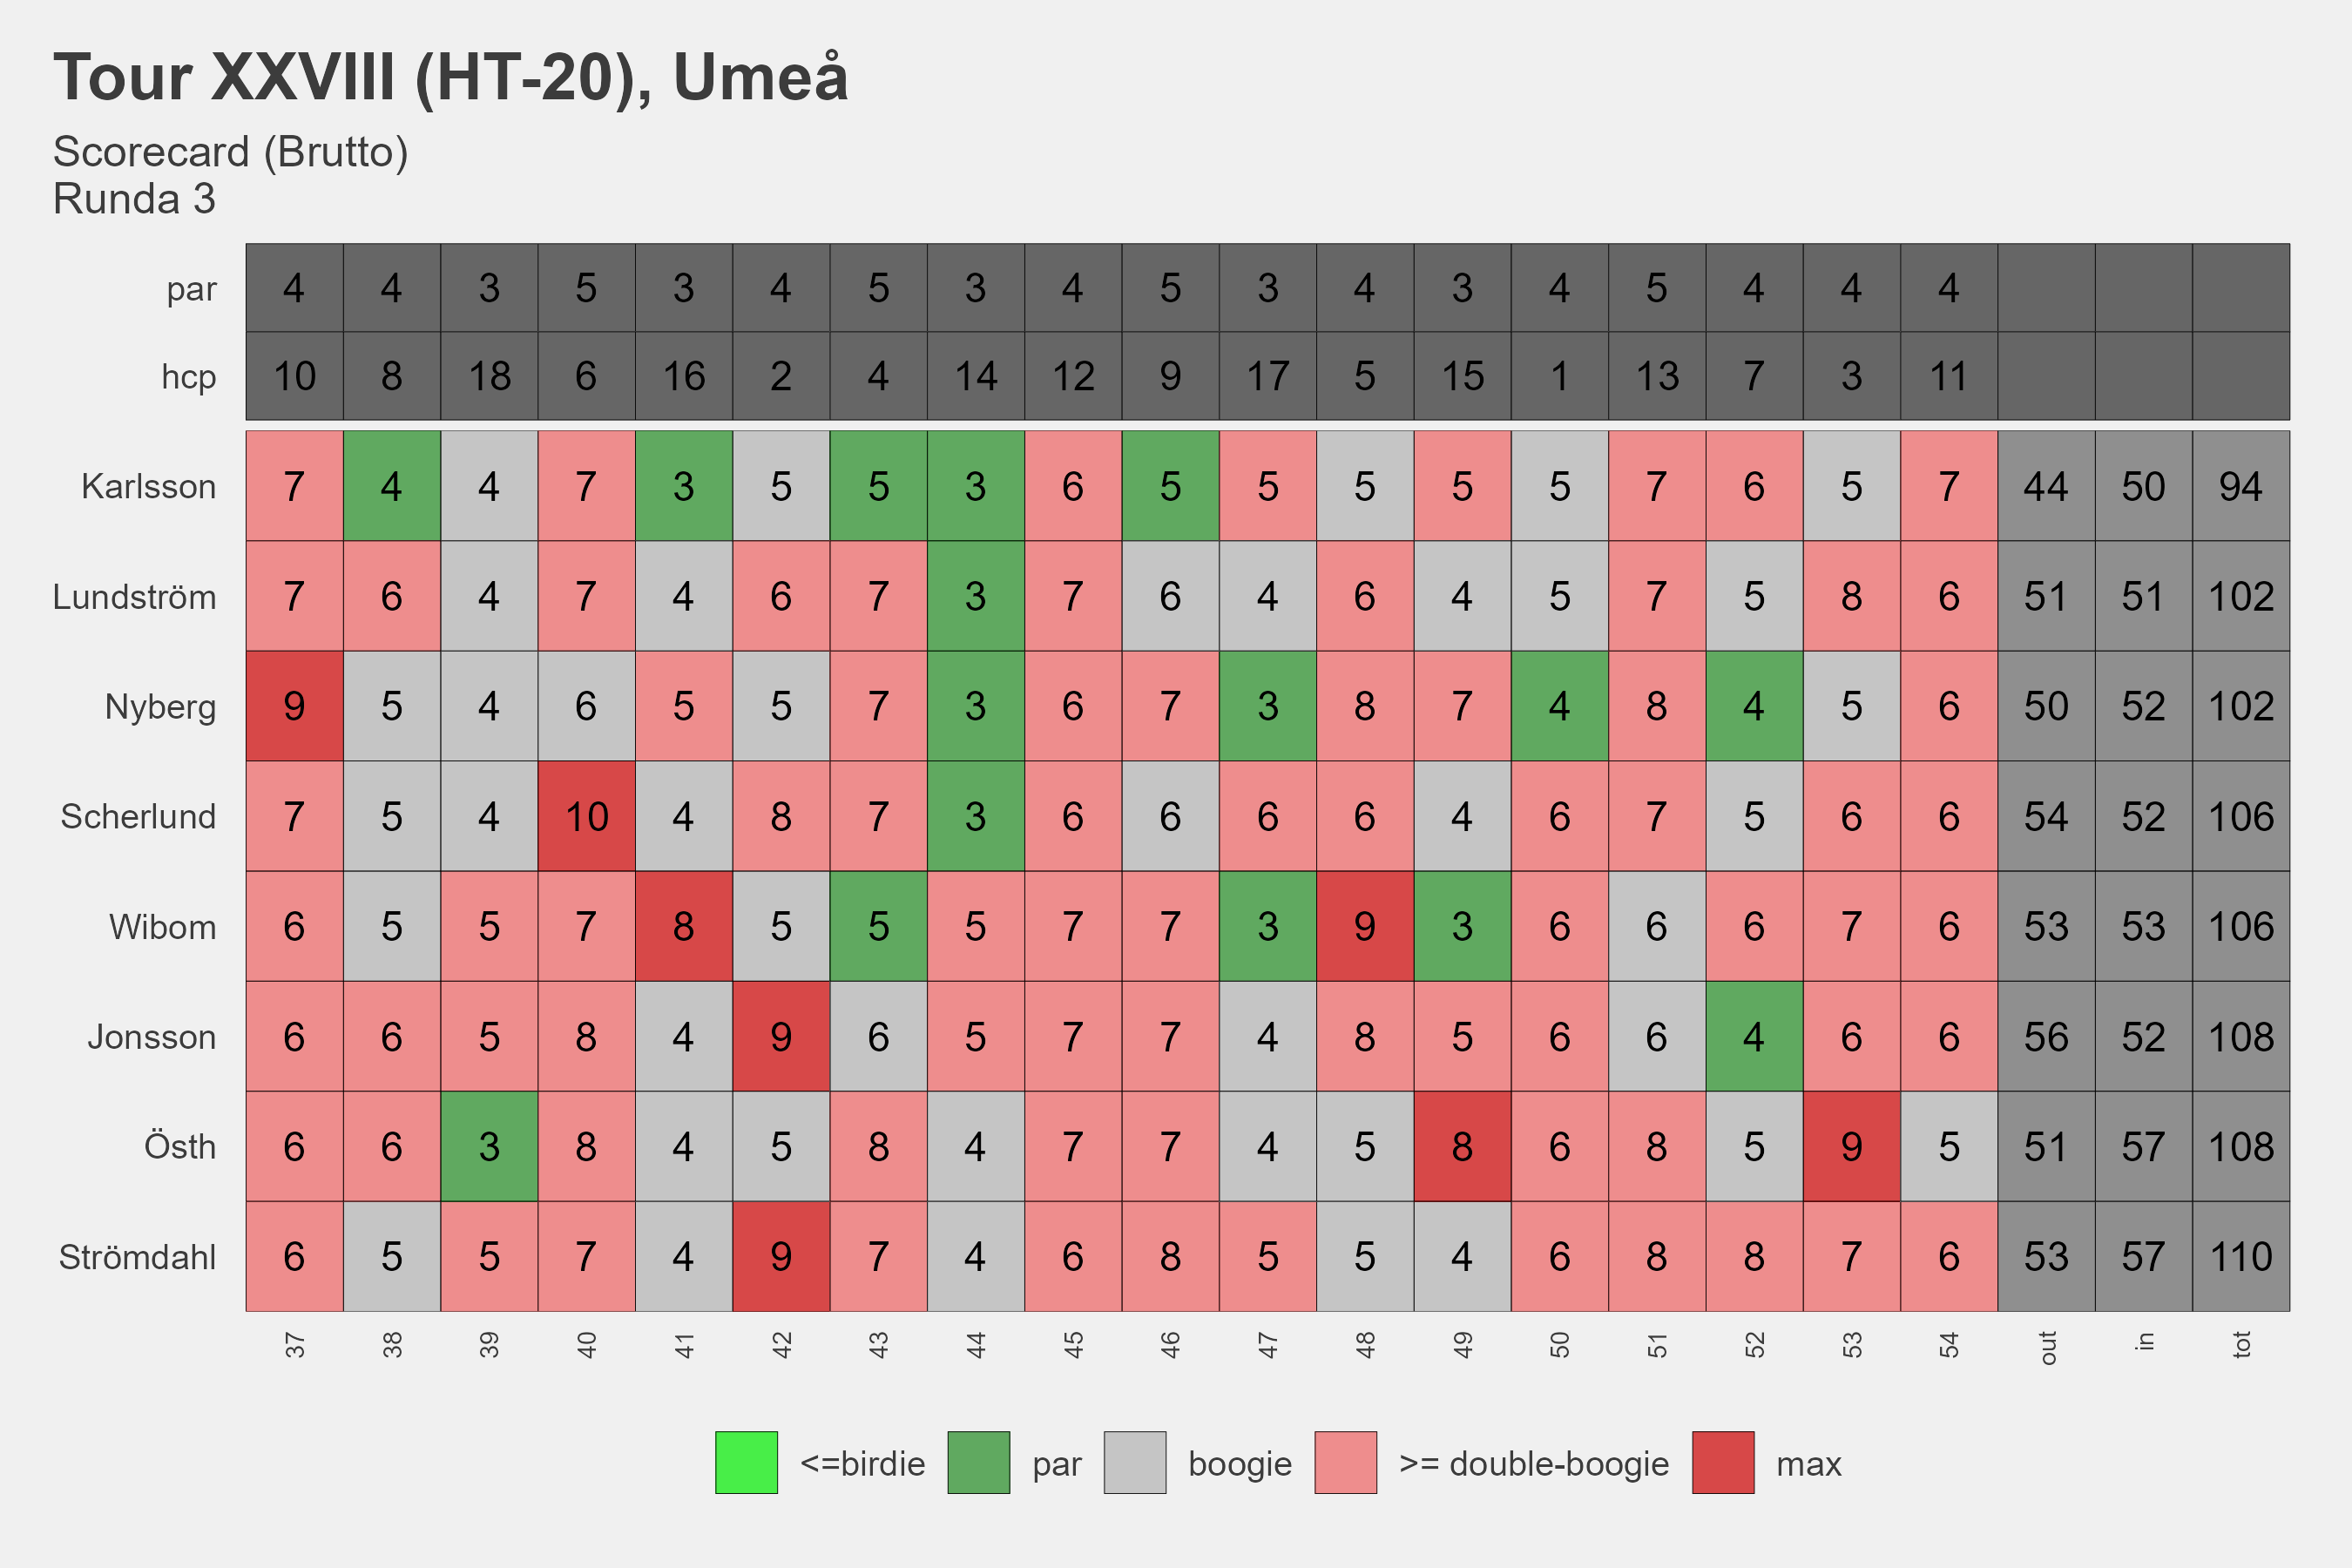 Tour XXVIII (HT-20), Umeå
Scorecard (Brutto)
Runda 3
par 4 4 3 5 3 4 5 3 4 5 3 4 3 4 5 4 4 4
hcp 10 8 18 6 16 2 4 14 12 9 17 5 15 1 13 7 3 11
Karlsson 7 4 4 7 3 5 5 3 6 5 5 5 5 5 7 6 5 7 44 50 94
Lundström 7 6 4 7 4 6 7 3 7 6 4 6 4 5 7 5 8 6 51 51 102
Nyberg 9 5 4 6 5 5 7 3 6 7 3 8 7 4 8 4 5 6 50 52 102
Scherlund 7 5 4 10 4 8 7 3 6 6 6 6 4 6 7 5 6 6 54 52 106
Wibom 6 5 5 7 8 5 5 5 7 7 3 9 3 6 6 6 7 6 53 53 106
Jonsson 6 6 5 8 4 9 6 5 7 7 4 8 5 6 6 4 6 6 56 52 108
Östh 6 6 3 8 4 5 8 4 7 7 4 5 8 6 8 5 9 5 51 57 108
Strömdahl 6 5 5 7 4 9 7 4 6 8 5 5 4 6 8 8 7 6 53 57 110
37 38 39 40 41 42 43 44 45 46 47 48 49 50 51 52 53 54 out in tot
<=birdie par boogie >= double-boogie max